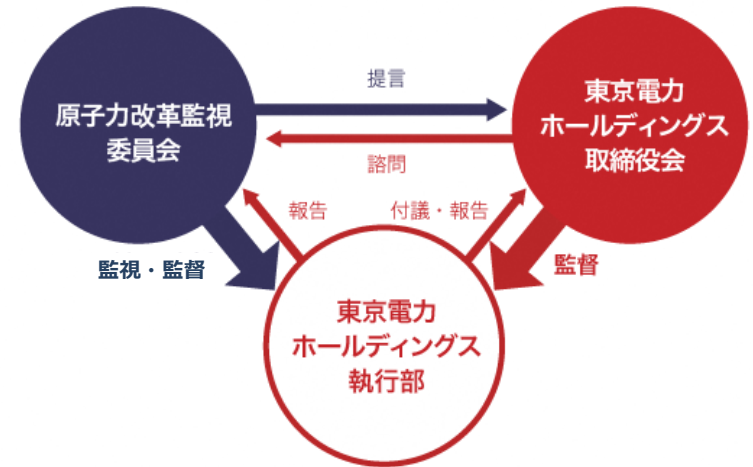 提言
原子力改革監視
委員会
東京電力
ホールディングス
取締役会
諮問
報告
付議・報告
監視・監督
監督
東京電力
ホールディングス
執行部